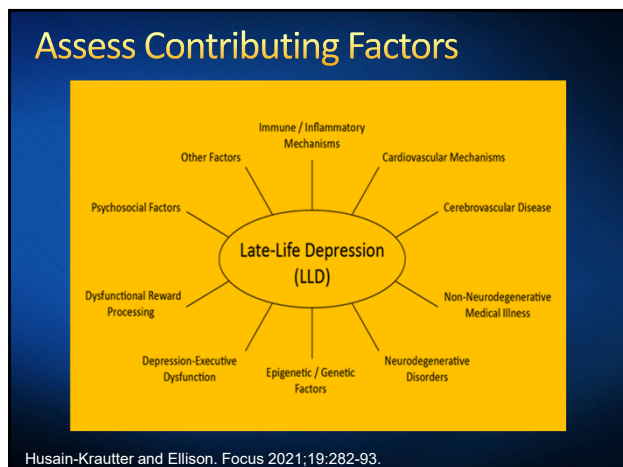 Assess Contributing Factors
Immune / Inflammatory
Mechanisms
Other Factors
Cardiovascular Mechanisms
Psychosocial Factors
Cerebrovascular Disease
Late-Life Depression
(LLD)
Dysfunctional Reward
Processing
Non-Neurodegenerative
Medical Illness
Depression-Executive
Dysfunction
Epigenetic / Genetic
Factors
Neurodegenerative
Disorders
Husain-Krautter and Ellison. Focus 2021;19:282-93.